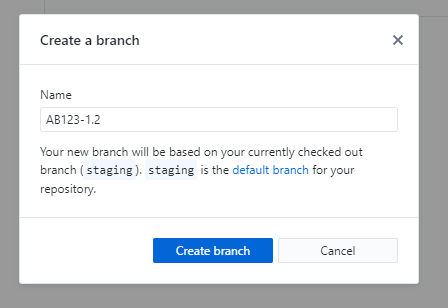 Create a branch
Name
AB123-1.2
Your new branch will be based on your currently checked out
branch (staging). staging is the default branch for your
repository.
Create branch
Cancel